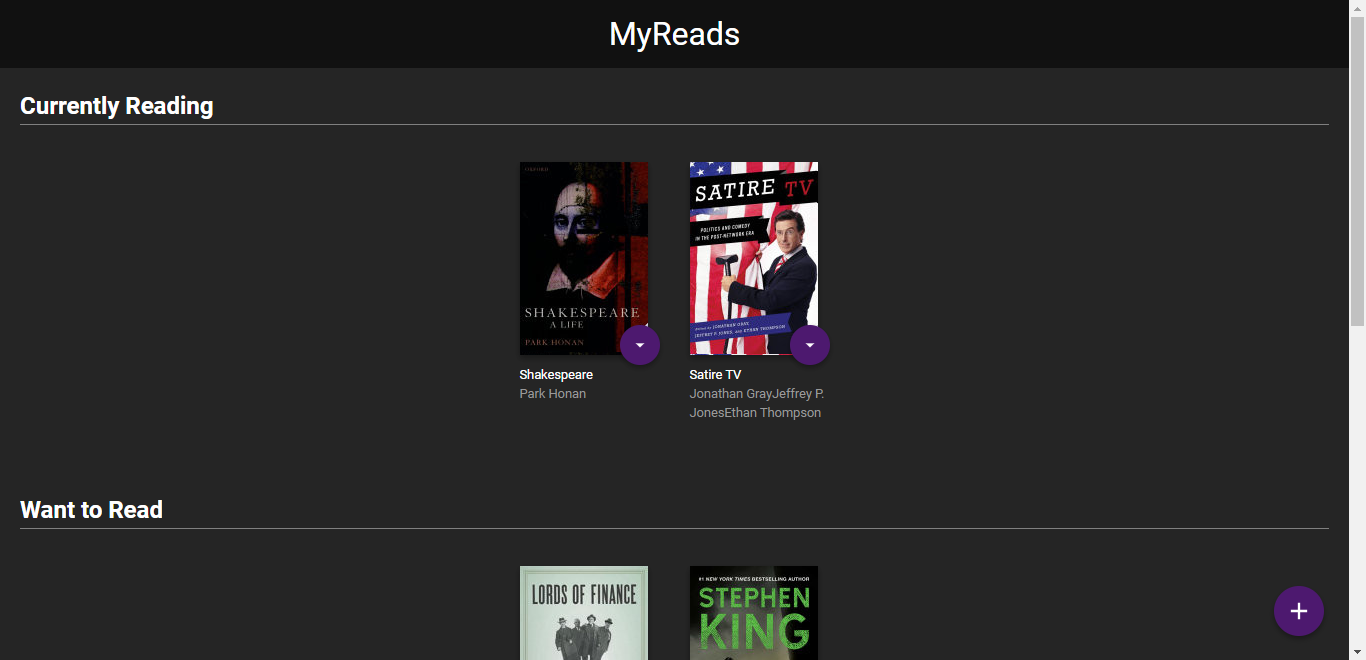 MyReads
Currently Reading
OXFORD
SHAKESPEARE
A LIFE
PARK HONAN
SATIRE TV
POLITICS AND COMEDY
IN THE POST-NETWORK ERA
Edited by JONATHAN GRAY,
JEFFREY P. JONES, and ETHAN THOMPSON
Shakespeare
Park Honan
Satire TV
Jonathan GrayJeffrey P.
JonesEthan Thompson
Want to Read
LORDS OF FINANCE
#1 NEW YORK TIMES BESTSELLING AUTHOR
STEPHEN
KING